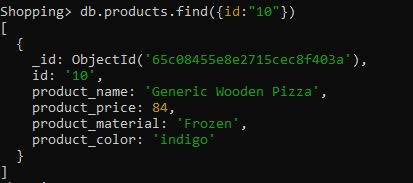 Shopping> db.products.find({id:"10"})
[
  {
    _id: ObjectId('65c08455e8e2715cec8f403a'),
    id: '10',
    product_name: 'Generic Wooden Pizza',
    product_price: 84,
    product_material: 'Frozen',
    product_color: 'indigo'
  }
]